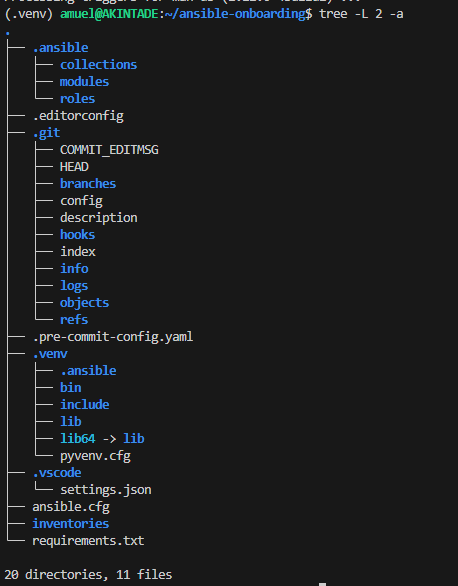 (.venv) amuel@AKINTADE:~/ansible-onboarding$ tree -L 2 -a
.
├── .ansible
│   ├── collections
│   ├── modules
│   └── roles
├── .editorconfig
├── .git
│   ├── COMMIT_EDITMSG
│   ├── HEAD
│   ├── branches
│   ├── config
│   ├── description
│   ├── hooks
│   ├── index
│   ├── info
│   ├── logs
│   ├── objects
│   └── refs
├── .pre-commit-config.yaml
├── .venv
│   ├── .ansible
│   ├── bin
│   ├── include
│   ├── lib
│   ├── lib64 -> lib
│   └── pyvenv.cfg
├── .vscode
│   └── settings.json
├── ansible.cfg
├── inventories
└── requirements.txt
20 directories, 11 files